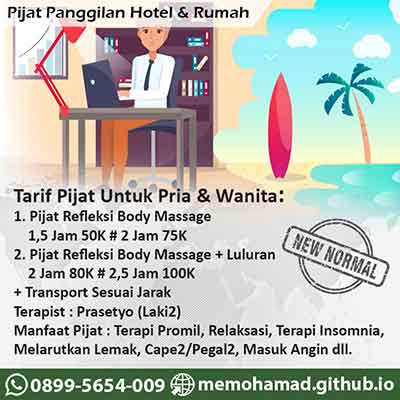 Pijat Panggilan Hotel & Rumah
Tarif Pijat Untuk Pria & Wanita:
1. Pijat Refleksi Body Massage
1,5 Jam 50K # 2 Jam 75K
2. Pijat Refleksi Body Massage + Luluran
2 Jam 80K # 2,5 Jam 100K
+ Transport Sesuai Jarak
Terapist : Prasetyo (Laki2)
Manfaat Pijat : Terapi Promil, Relaksasi, Terapi Insomnia,
Melarutkan Lemak, Cape2/Pegal2, Masuk Angin dll.
NEW NORMAL
0899-5654-009 memohamad.github.io